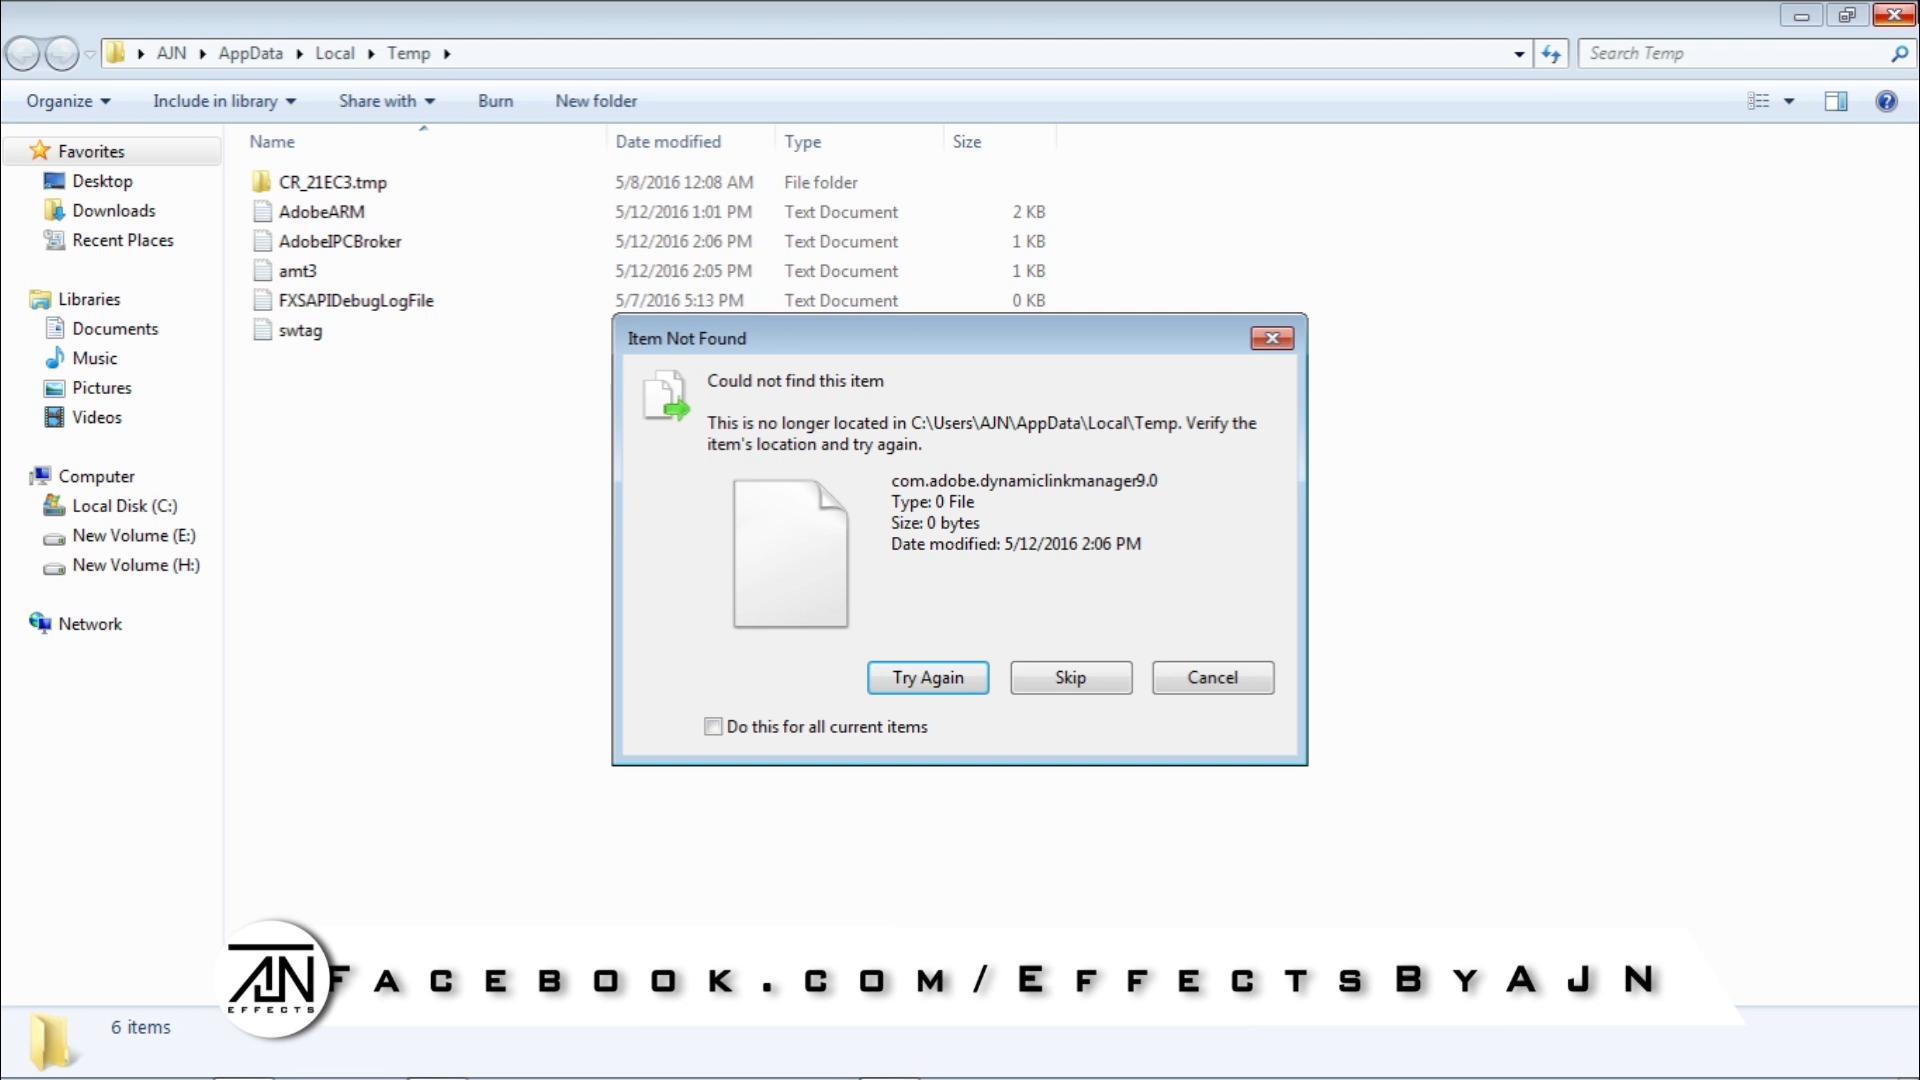 AJN
AppData
Local
Temp
Search Temp
Organize
Include in library
Share with
Burn
New folder
Favorites
Desktop
Downloads
Recent Places
Libraries
Documents
Music
Pictures
Videos
Computer
Local Disk (C:)
New Volume (E:)
New Volume (H:)
Network
Name Date modified Type Size
CR_21EC3.tmp 5/8/2016 12:08 AM File folder
AdobeARM 5/12/2016 1:01 PM Text Document 2 KB
AdobeIPCBroker 5/12/2016 2:06 PM Text Document 1 KB
amt3 5/12/2016 2:05 PM Text Document 1 KB
FXSAPIDebugLogFile 5/7/2016 5:13 PM Text Document 0 KB
swtag
Item Not Found
Could not find this item
This is no longer located in C:\Users\AJN\AppData\Local\Temp. Verify the
item's location and try again.
com.adobe.dynamiclinkmanager9.0
Type: 0 File
Size: 0 bytes
Date modified: 5/12/2016 2:06 PM
Try Again
Skip
Cancel
Do this for all current items
AJN
EFFECTS
Facebook.com/EffectsByAJN
6 items